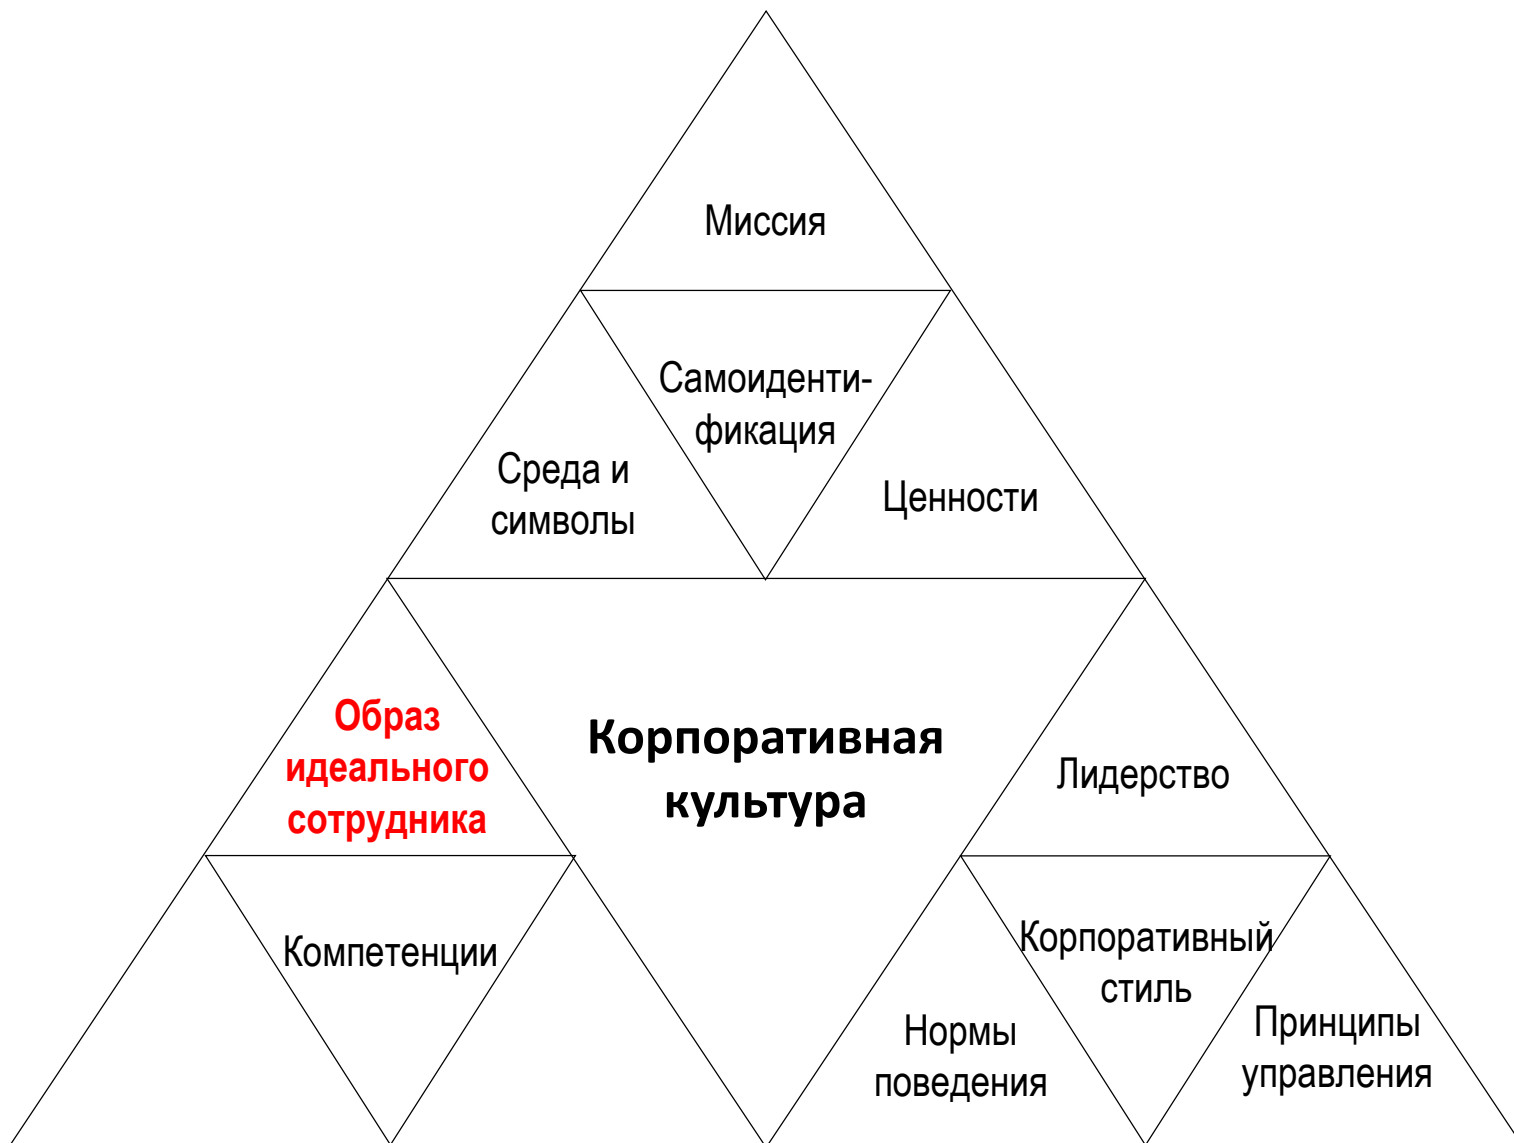 Миссия
Самоиденти-
фикация
Среда и
символы
Ценности
Образ
идеального
сотрудника
Корпоративная
культура
Лидерство
Компетенции
Корпоративный
стиль
Нормы
поведения
Принципы
управления